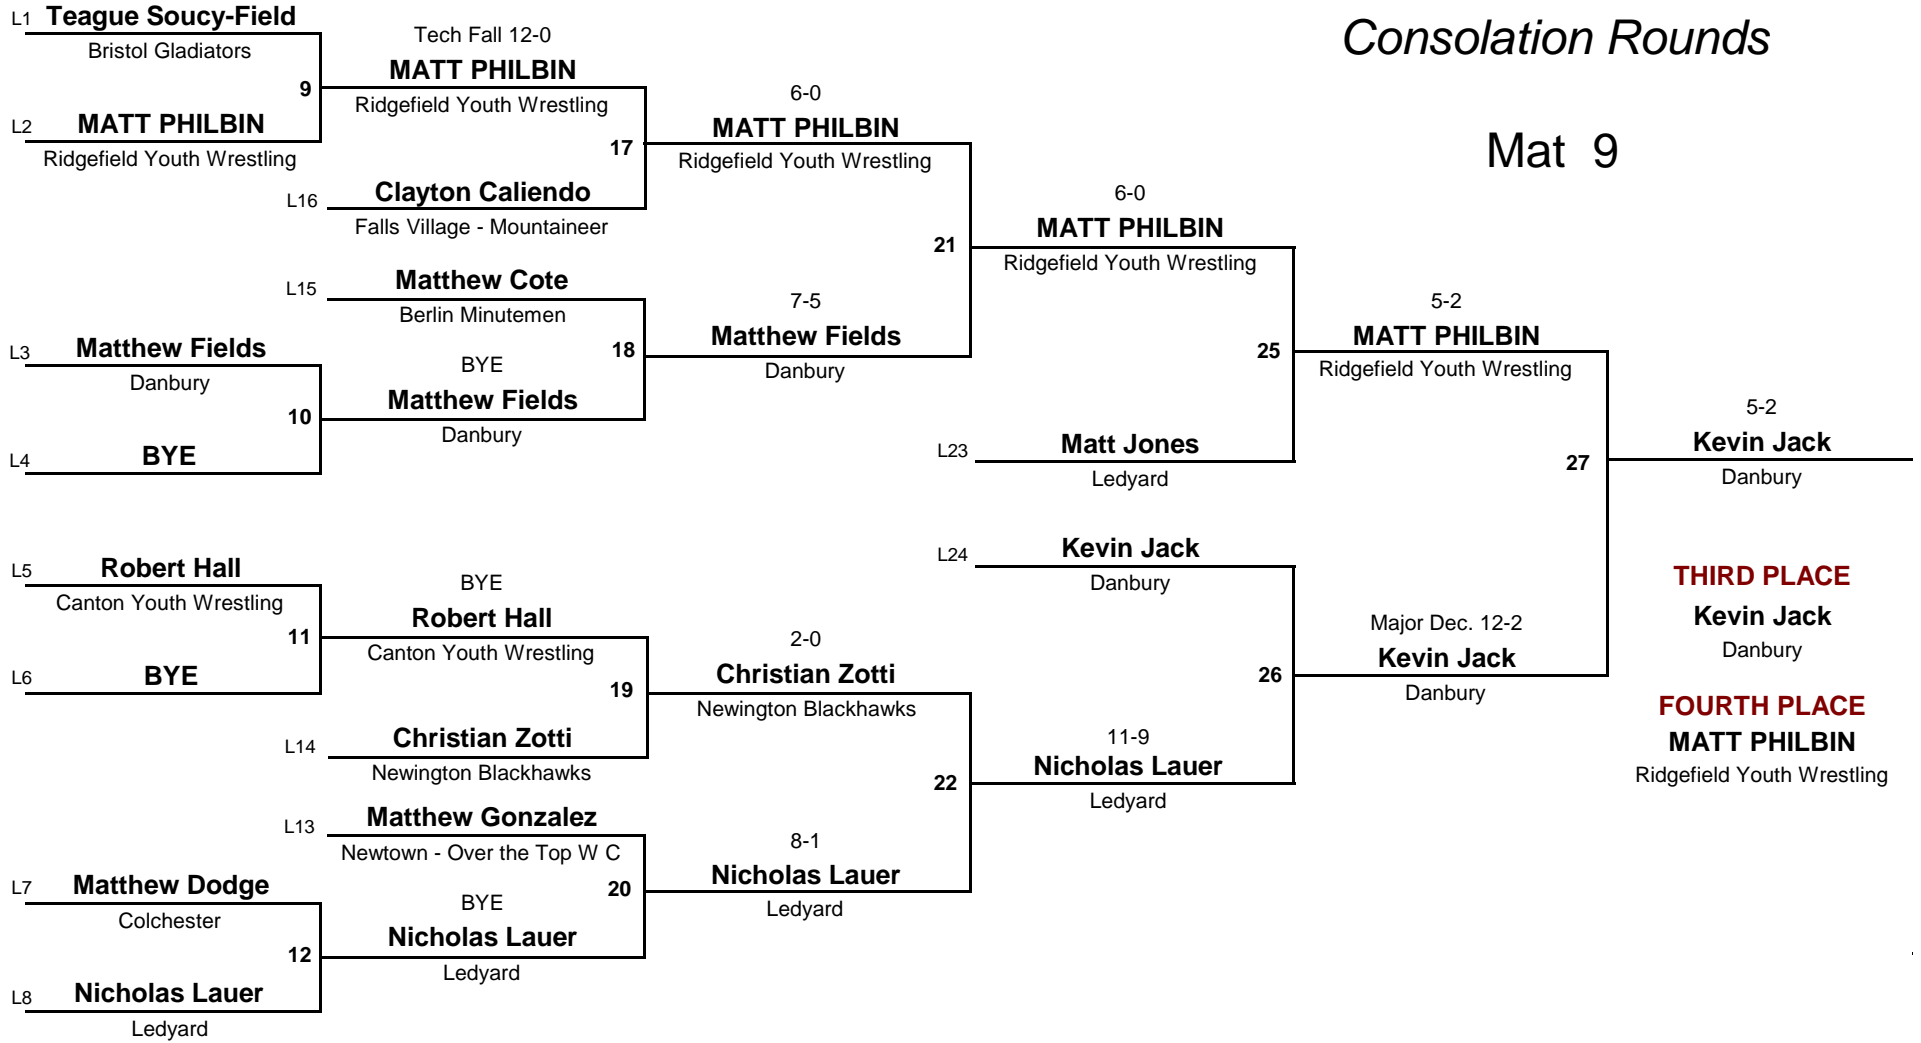 Consolation Rounds
Mat 9
L1 Teague Soucy-Field
Bristol Gladiators
9
L2 MATT PHILBIN
Ridgefield Youth Wrestling
L3 Matthew Fields
Danbury
10
L4 BYE
L5 Robert Hall
Canton Youth Wrestling
11
L6 BYE
L7 Matthew Dodge
Colchester
12
L8 Nicholas Lauer
Ledyard
Tech Fall 12-0
MATT PHILBIN
Ridgefield Youth Wrestling
17
L16 Clayton Caliendo
Falls Village - Mountaineer
L15 Matthew Cote
Berlin Minutemen
18
BYE
Matthew Fields
Danbury
BYE
Robert Hall
Canton Youth Wrestling
19
L14 Christian Zotti
Newington Blackhawks
L13 Matthew Gonzalez
Newtown - Over the Top W C
20
BYE
Nicholas Lauer
Ledyard
6-0
MATT PHILBIN
Ridgefield Youth Wrestling
21
7-5
Matthew Fields
Danbury
2-0
Christian Zotti
Newington Blackhawks
22
8-1
Nicholas Lauer
Ledyard
6-0
MATT PHILBIN
Ridgefield Youth Wrestling
25
L23 Matt Jones
Ledyard
L24 Kevin Jack
Danbury
26
11-9
Nicholas Lauer
Ledyard
5-2
MATT PHILBIN
Ridgefield Youth Wrestling
27
Major Dec. 12-2
Kevin Jack
Danbury
5-2
Kevin Jack
Danbury
THIRD PLACE
Kevin Jack
Danbury
FOURTH PLACE
MATT PHILBIN
Ridgefield Youth Wrestling